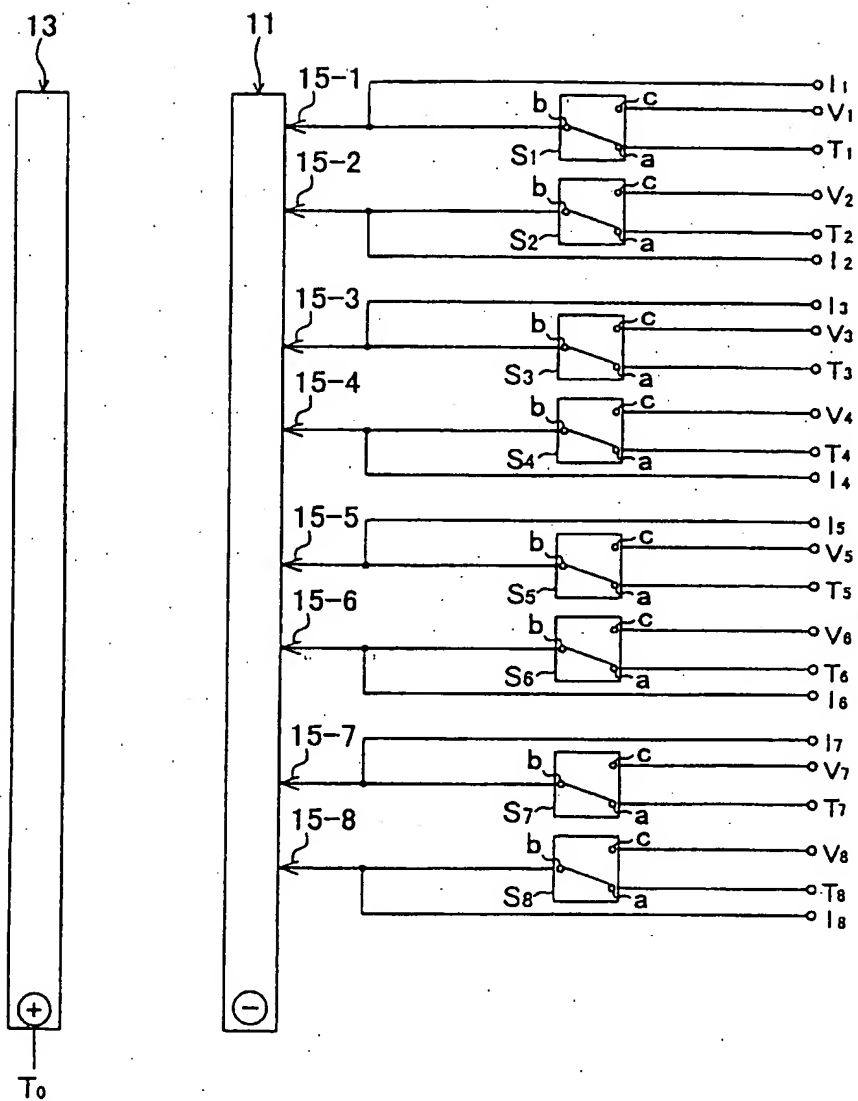 13 11
15-1 I1
b c V1
S1 a T1
15-2
b c V2
S2 a T2
I2
15-3 I3
b c V3
S3 a T3
15-4
b c V4
S4 a T4
I4
15-5 I5
b c V5
S5 a T5
15-6
b c V6
S6 a T6
I6
15-7 I7
b c V7
S7 a T7
15-8
b c V8
S8 a T8
I8
+ −
T0